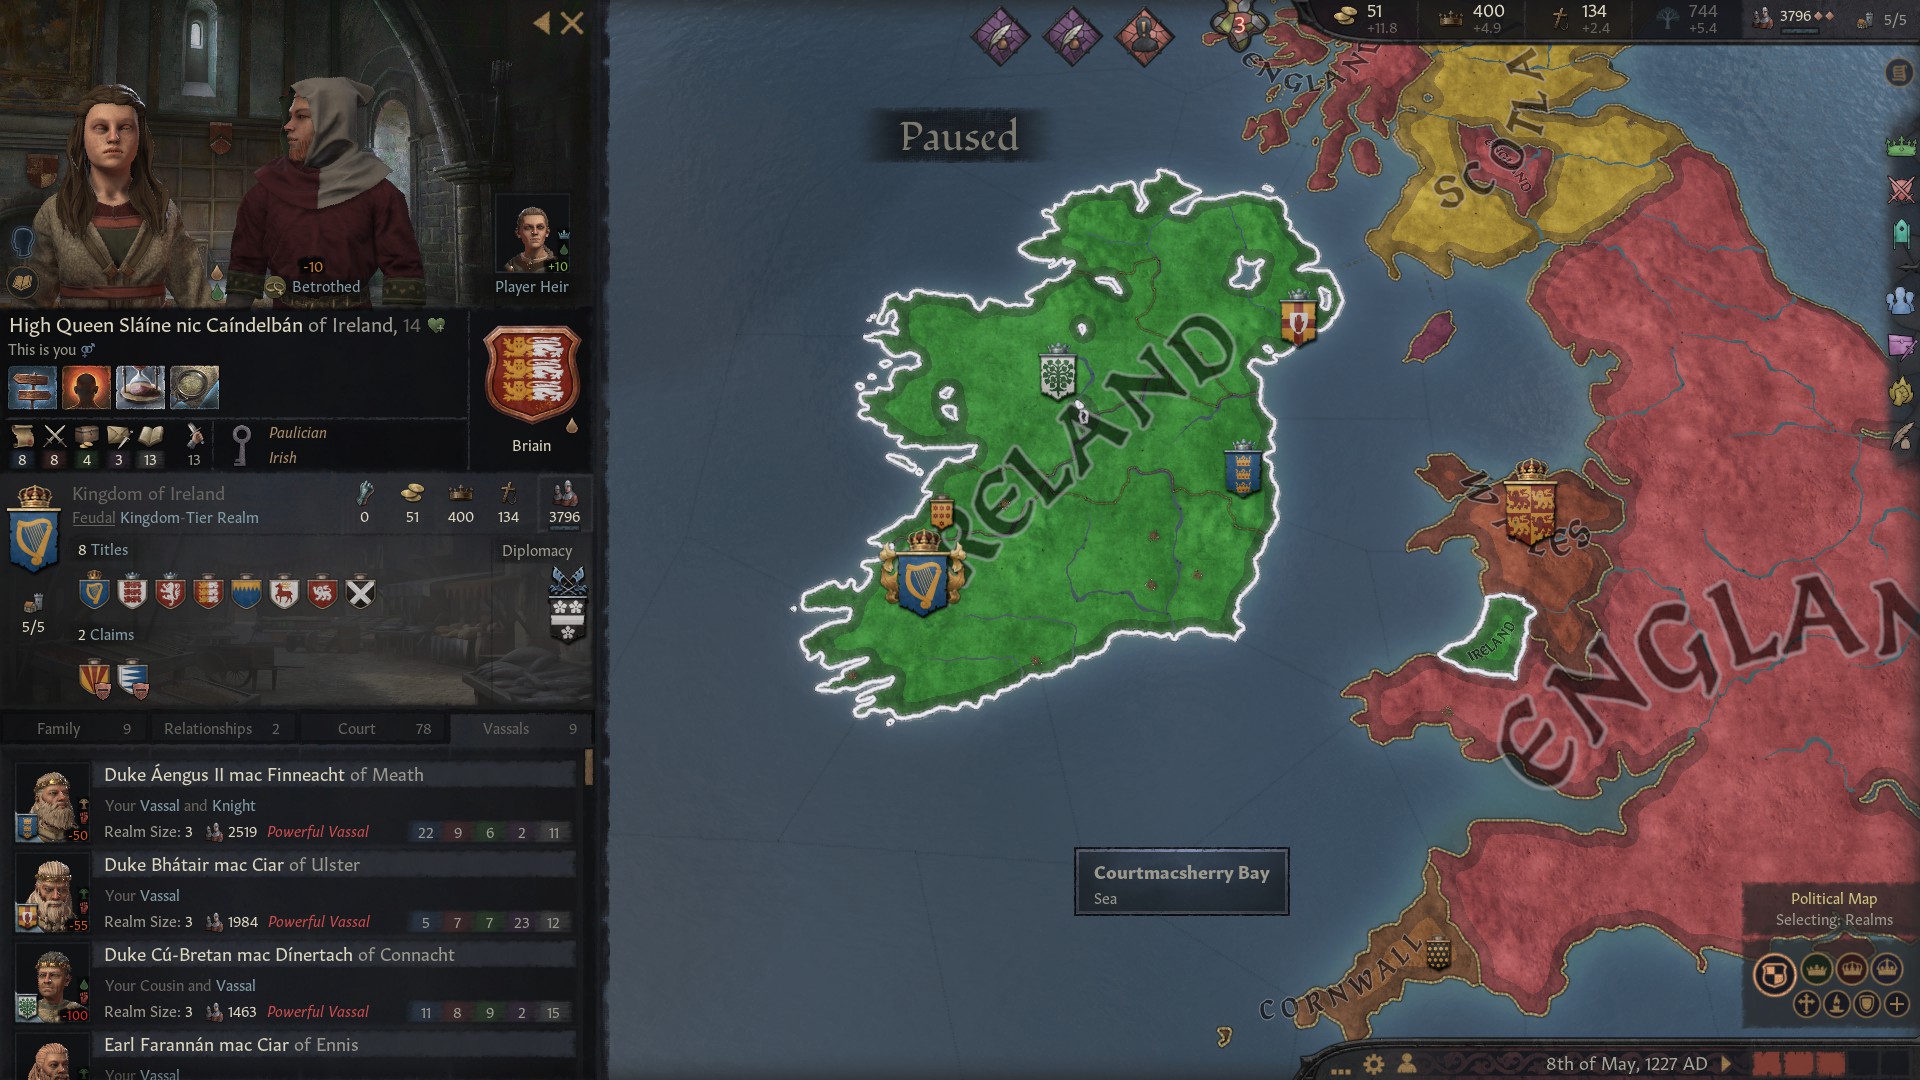 -10
Betrothed
+10
Player Heir
High Queen Sláíne nic Caíndelbán of Ireland, 14
This is you
8 8 4 3 13 13
Paulician
Irish
Briain
Kingdom of Ireland
Feudal Kingdom-Tier Realm
0 51 400 134 3796
8 Titles
Diplomacy
5/5
2 Claims
Family 9 Relationships 2 Court 78 Vassals 9
Duke Áengus II mac Finneacht of Meath
Your Vassal and Knight
-50
Realm Size: 3 2519 Powerful Vassal 22 9 6 2 11
Duke Bhátair mac Ciar of Ulster
Your Vassal
-55
Realm Size: 3 1984 Powerful Vassal 5 7 7 23 12
Duke Cú-Bretan mac Dínertach of Connacht
Your Cousin and Vassal
-100
Realm Size: 3 1463 Powerful Vassal 11 8 9 2 15
Earl Farannán mac Ciar of Ennis
Your Vassal
3
51 +11.8
400 +4.9
134 +2.4
744 +5.4
3796
5/5
Paused
ENGLAND
SCOTLA
IRELAND
WALES
IRELAND
ENGLAN
CORNWALL
Courtmacsherry Bay
Sea
Political Map
Selecting: Realms
8th of May, 1227 AD